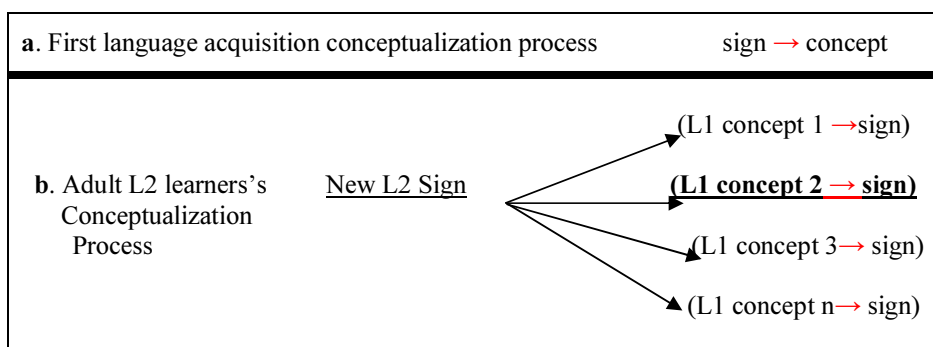 a. First language acquisition conceptualization process sign → concept
(L1 concept 1 →sign)
b. Adult L2 learners's New L2 Sign (L1 concept 2 → sign)
Conceptualization
Process
(L1 concept 3→ sign)
(L1 concept n→ sign)